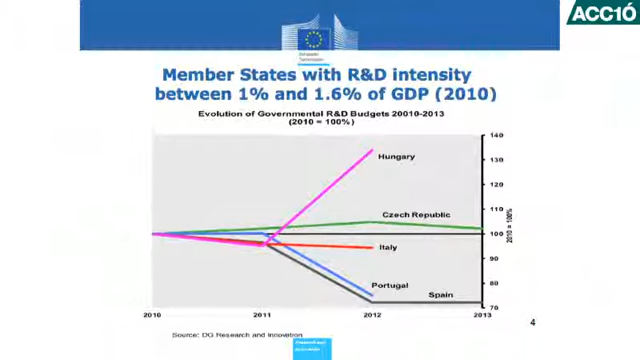 ACC1Ó
European
Commission
Member States with R&D intensity
between 1% and 1.6% of GDP (2010)
Evolution of Governmental R&D Budgets 20010-2013
(2010 = 100%)
140
130
120
110
100
90
80
70
2010 = 100%
Hungary
Czech Republic
Italy
Portugal
Spain
2010
2011
2012
2013
4
Source: DG Research and Innovation